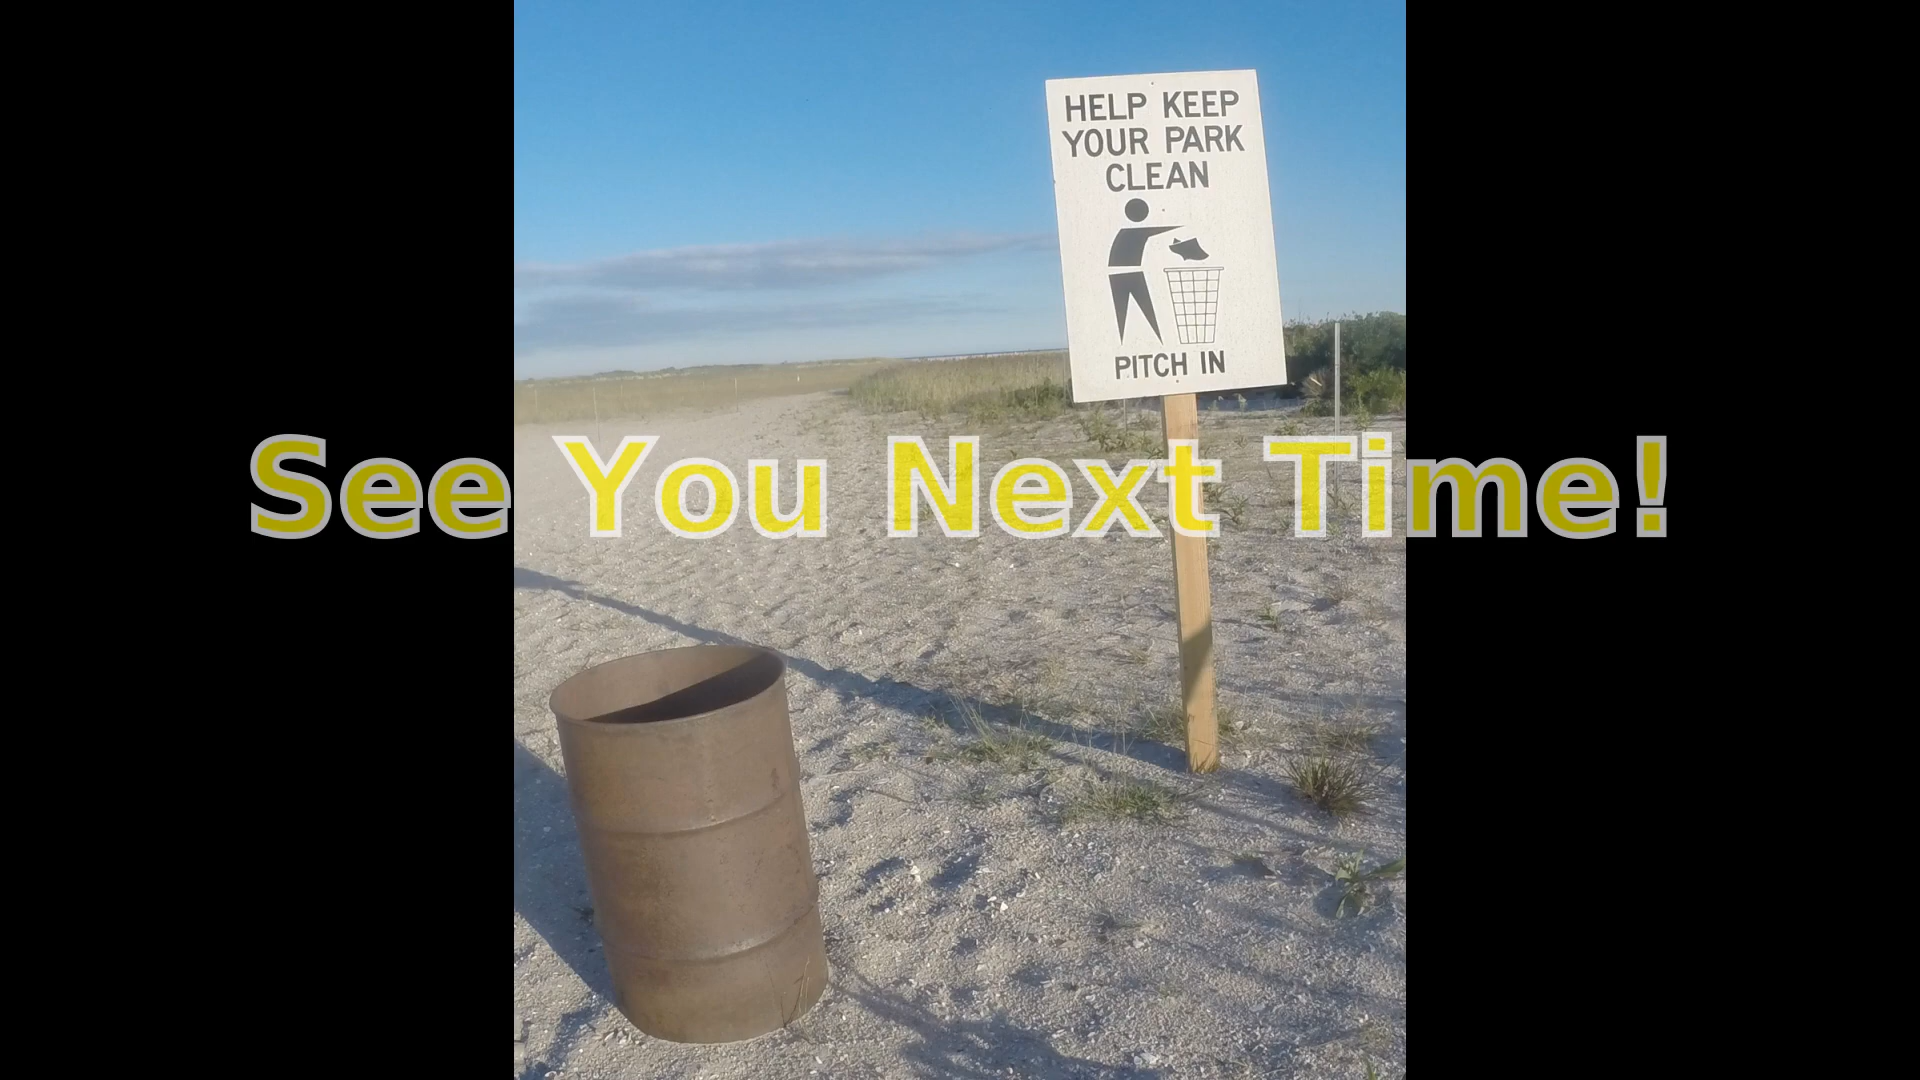 HELP KEEP
YOUR PARK
CLEAN
PITCH IN
See You Next Time!